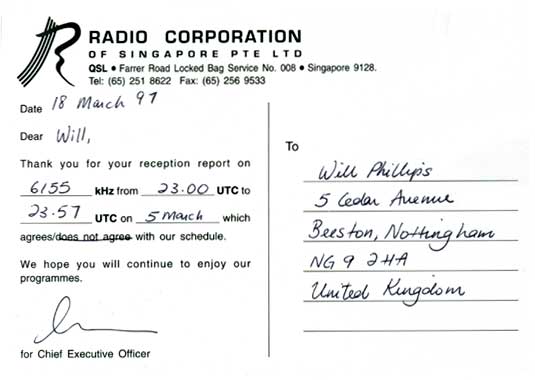 RADIO CORPORATION
OF SINGAPORE PTE LTD
QSL • Farrer Road Locked Bag Service No. 008 • Singapore 9128.
Tel: (65) 251 8622 Fax: (65) 256 9533
Date 18 March 97
Dear Will,
Thank you for your reception report on
6155 kHz from 23.00 UTC to
23.57 UTC on 5 March which
agrees/does not agree with our schedule.
We hope you will continue to enjoy our
programmes.
for Chief Executive Officer
To
Will Phillips
5 Cedar Avenue
Beeston, Nottingham
NG9 2HA
United Kingdom